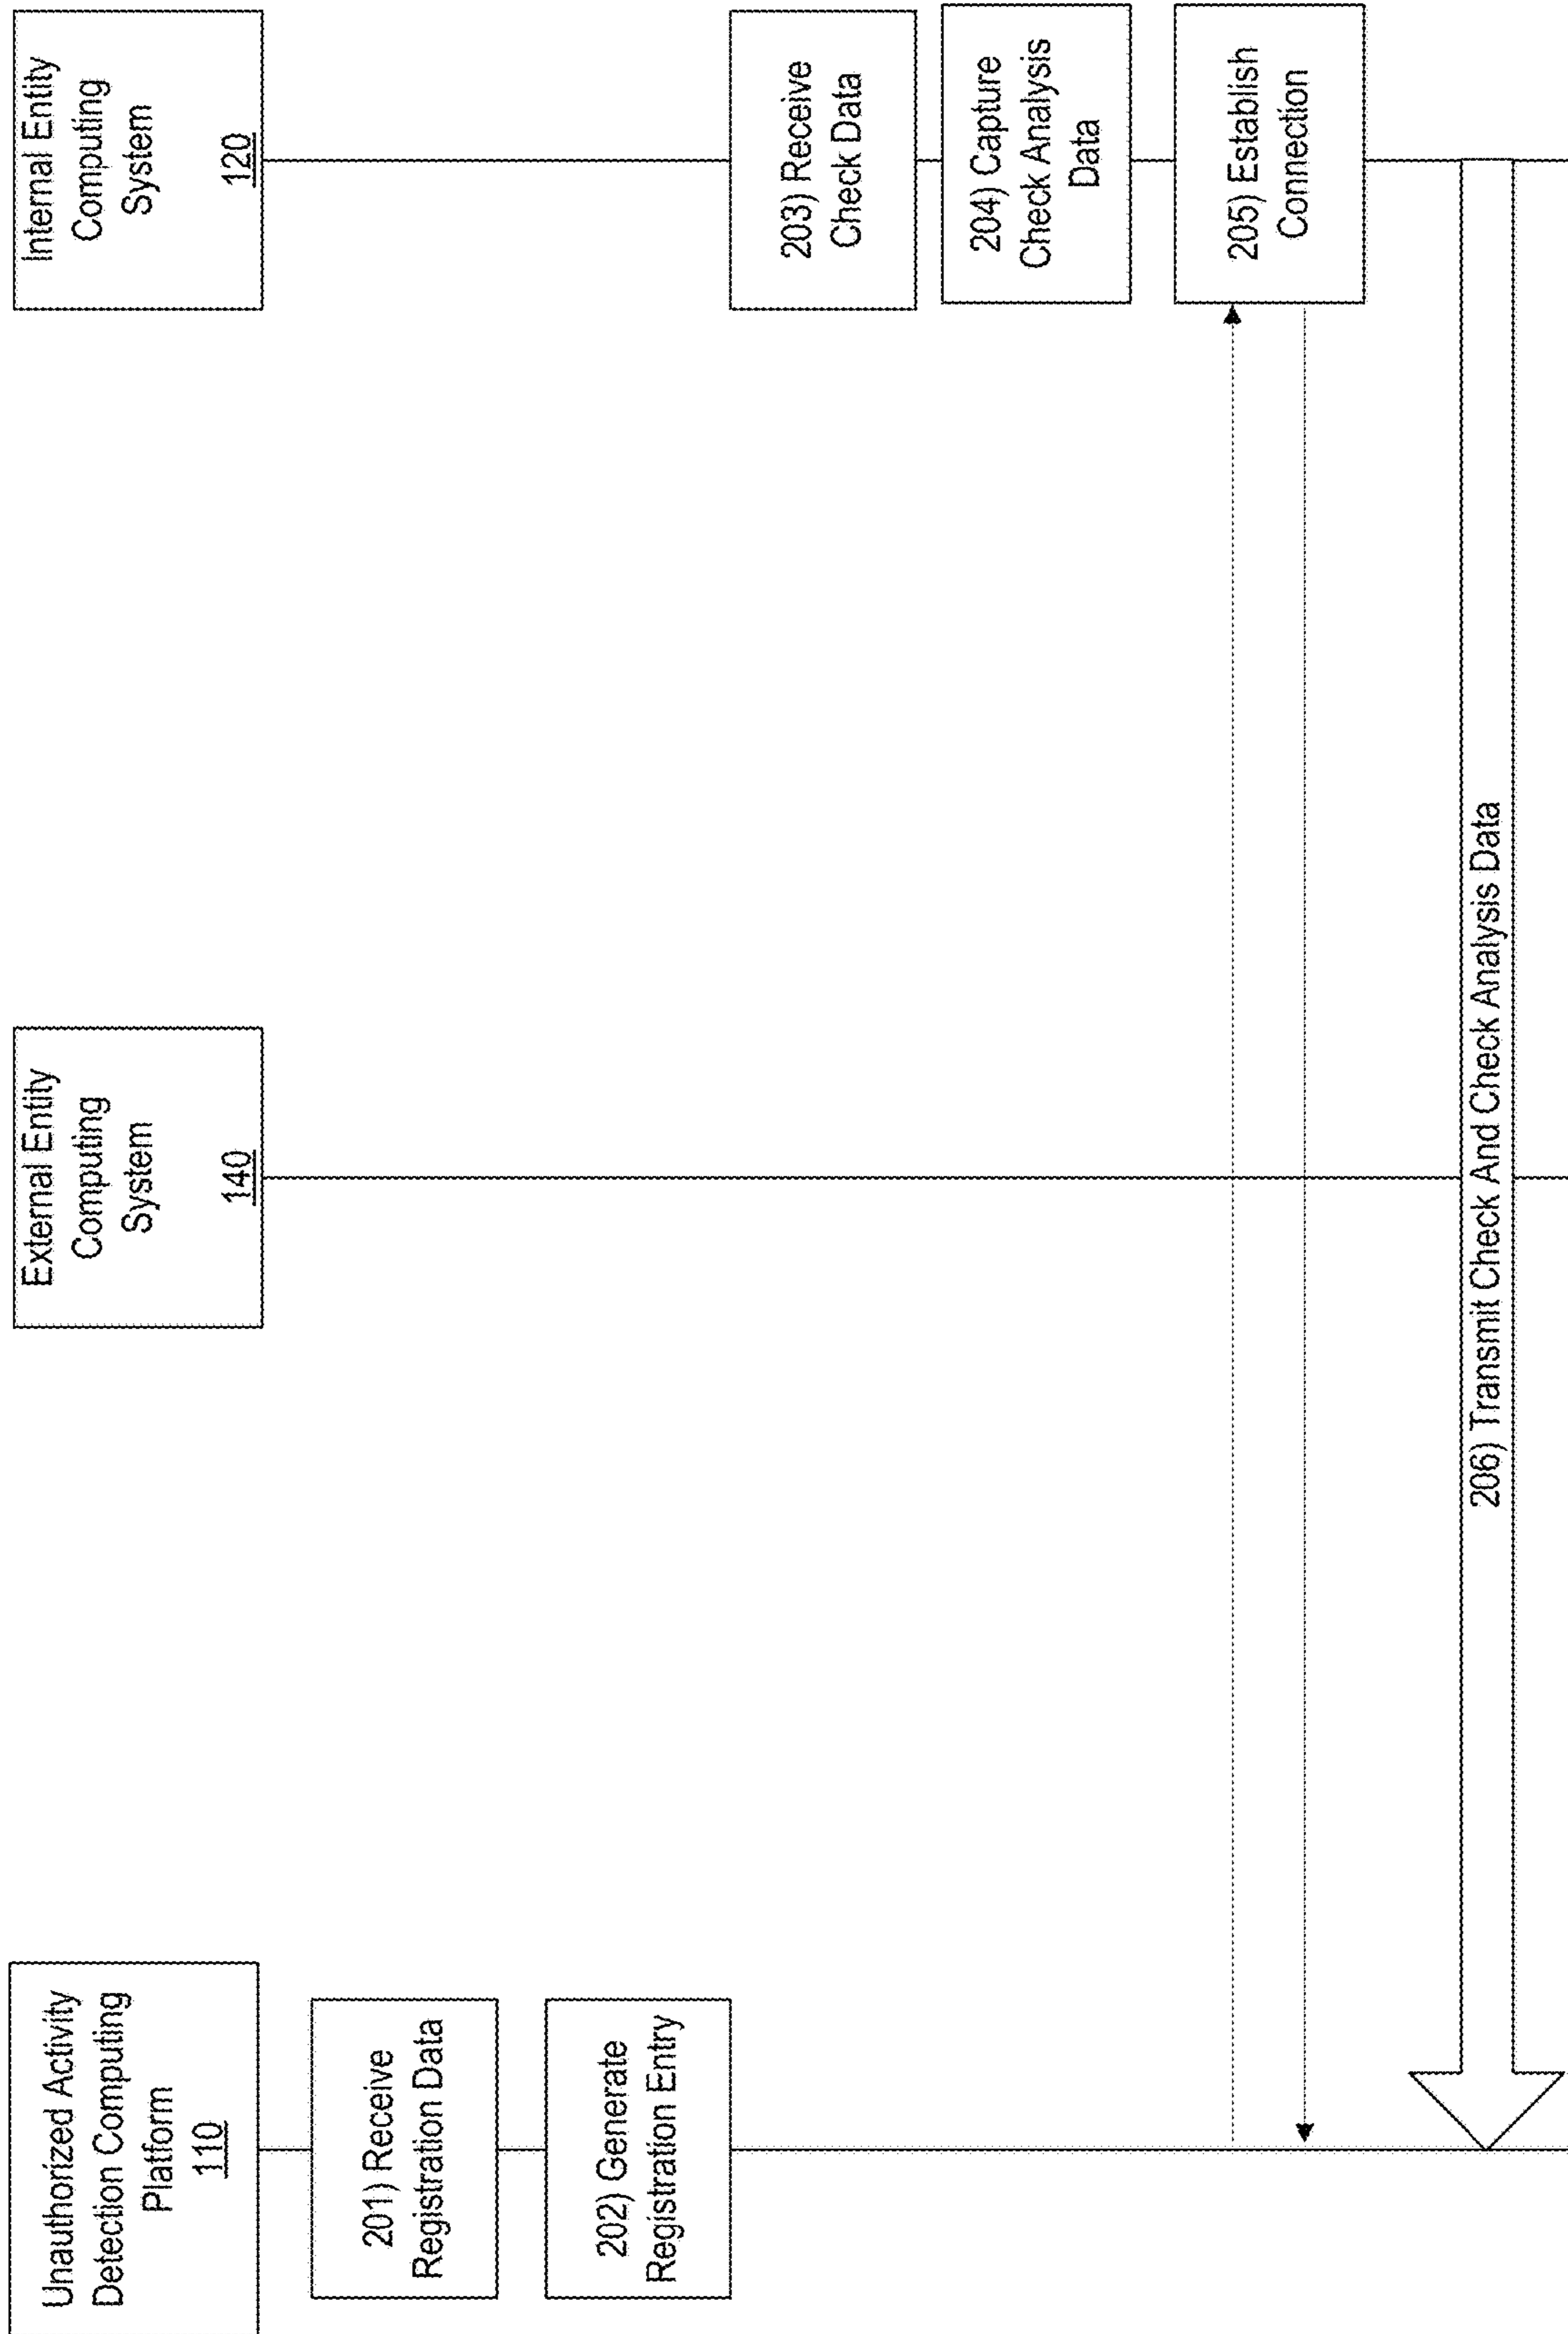 Unauthorized Activity
Detection Computing
Platform
110
External Entity
Computing
System
140
Internal Entity
Computing
System
120
201) Receive
Registration Data
202) Generate
Registration Entry
203) Receive
Check Data
204) Capture
Check Analysis
Data
205) Establish
Connection
206) Transmit Check And Check Analysis Data